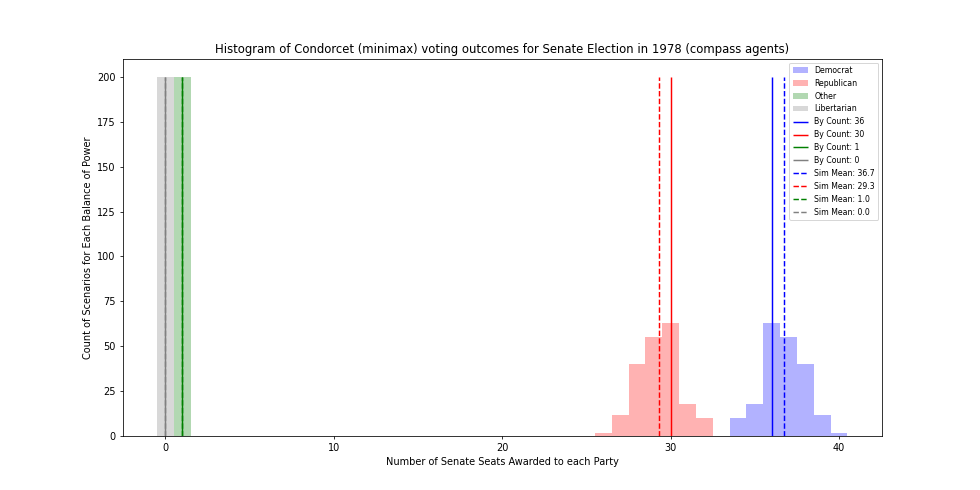 Histogram of Condorcet (minimax) voting outcomes for Senate Election in 1978 (compass agents)
Count of Scenarios for Each Balance of Power
200
175
150
125
100
75
50
25
0
0 10 20 30 40
Number of Senate Seats Awarded to each Party
Democrat
Republican
Other
Libertarian
By Count: 36
By Count: 30
By Count: 1
By Count: 0
Sim Mean: 36.7
Sim Mean: 29.3
Sim Mean: 1.0
Sim Mean: 0.0